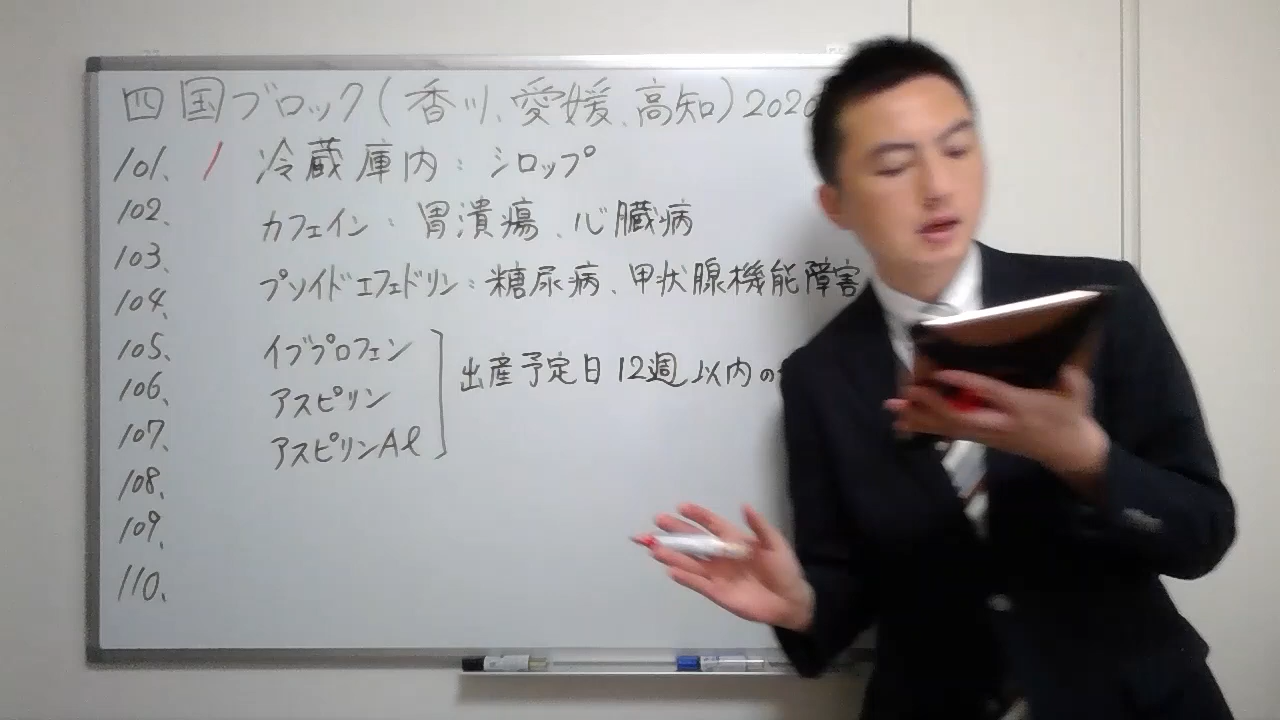 四国ブロック(香川、愛媛、高知)2020
101. / 冷蔵庫内：シロップ
102. カフェイン：胃潰瘍、心臓病
103.
プソイドエフェドリン：糖尿病、甲状腺機能障害
104.
105. イブプロフェン
出産予定日12週以内の
106. アスピリン
107. アスピリンAl
108.
109.
110.